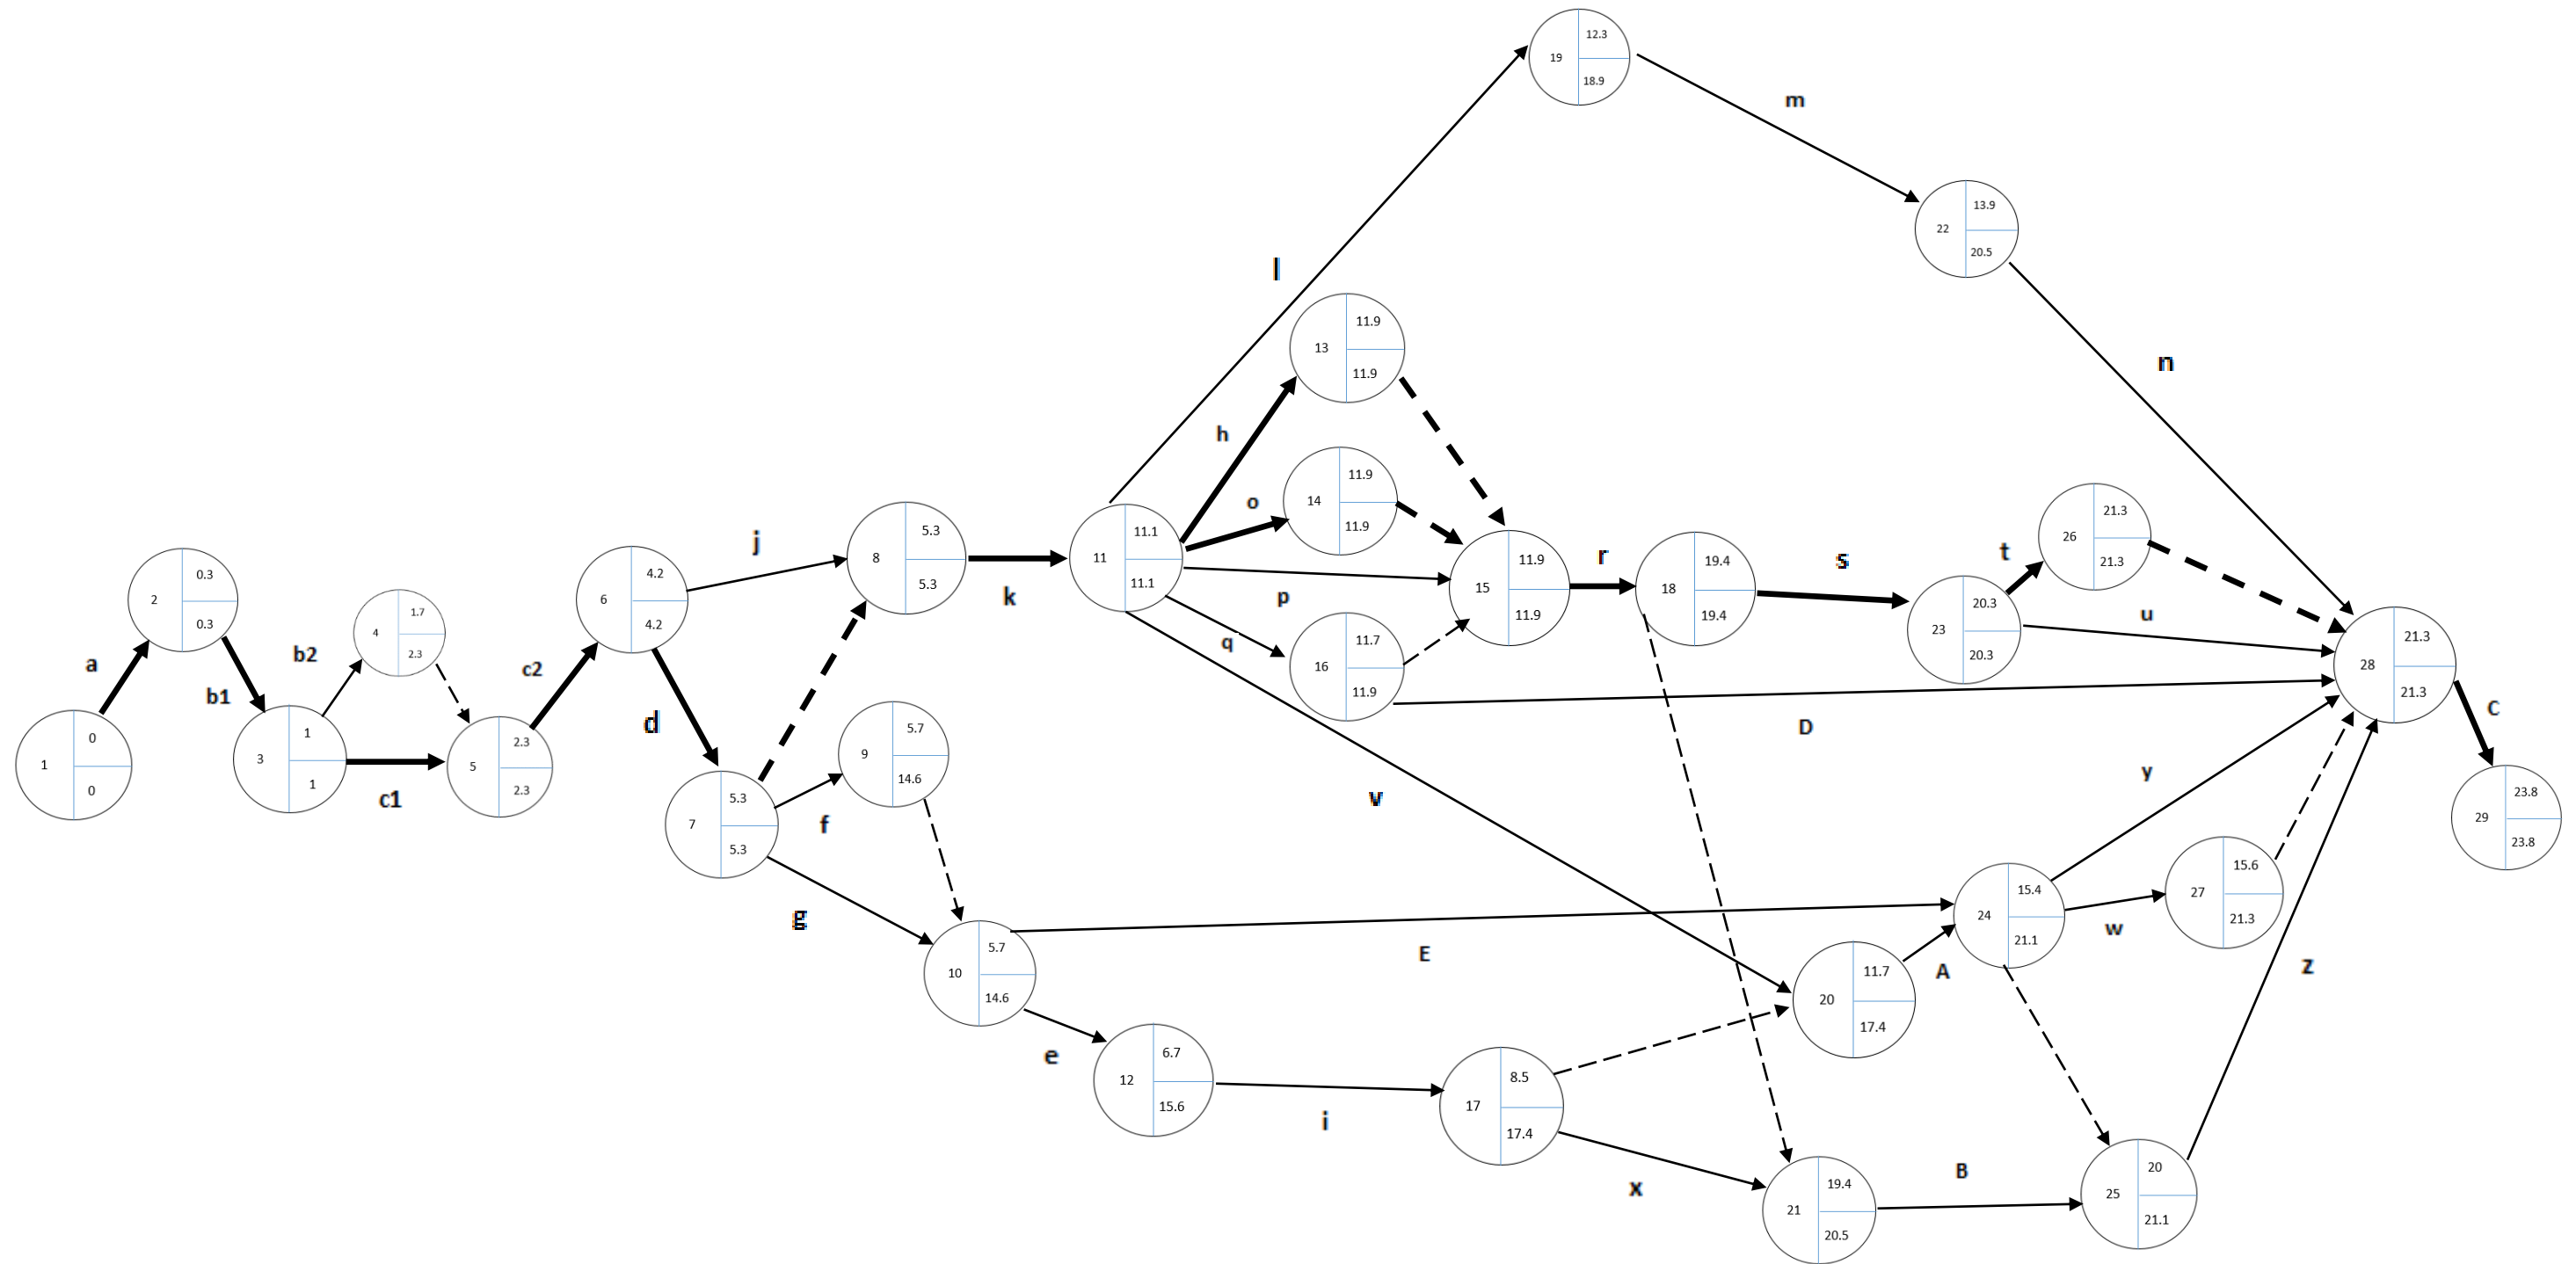 19 12.3
18.9
m
22 13.9
20.5
l
n
13 11.9
11.9
h
14 11.9
11.9
o
15 11.9
11.9
p
16 11.7
11.9
q
r
18 19.4
19.4
s
23 20.3
20.3
t
26 21.3
21.3
u
28 21.3
21.3
C
29 23.8
23.8
D
v
y
1 0
0
a
2 0.3
0.3
b1
3 1
1
b2
4 1.7
2.3
c1
5 2.3
2.3
c2
6 4.2
4.2
j
8 5.3
5.3
k
11 11.1
11.1
d
7 5.3
5.3
f
9 5.7
14.6
g
10 5.7
14.6
E
e
12 6.7
15.6
i
17 8.5
17.4
x
20 11.7
17.4
A
24 15.4
21.1
w
27 15.6
21.3
z
21 19.4
20.5
B
25 20
21.1